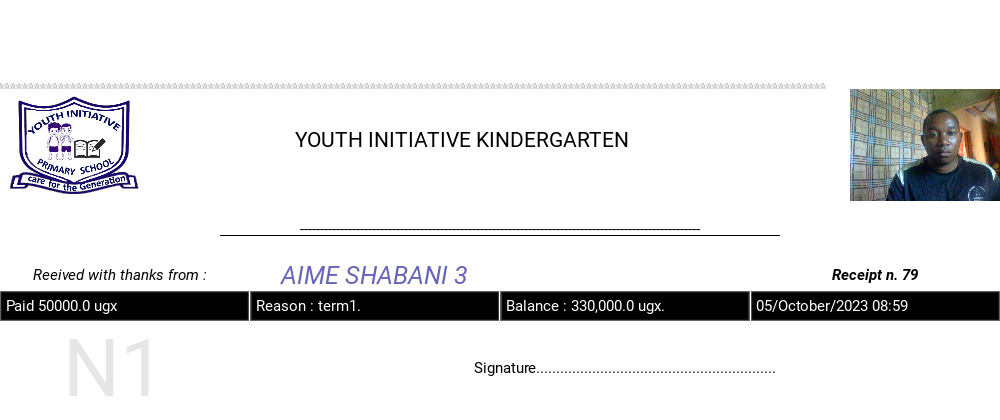 YOUTH INITIATIVE
PRIMARY SCHOOL
care for the Generation
YOUTH INITIATIVE KINDERGARTEN
Reeived with thanks from :
AIME SHABANI 3
Receipt n. 79
Paid 50000.0 ugx
Reason : term1.
Balance : 330,000.0 ugx.
05/October/2023 08:59
N1
Signature............................................................